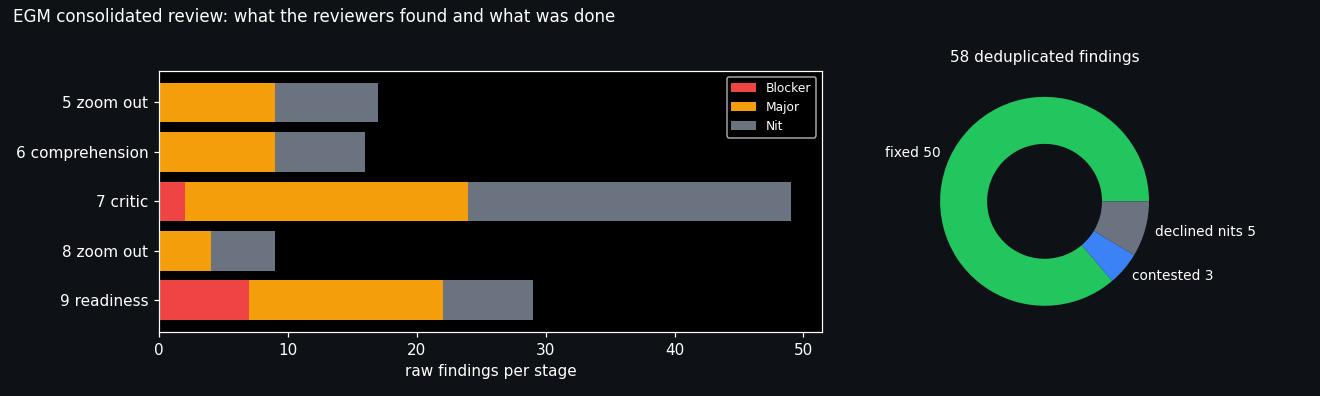 EGM consolidated review: what the reviewers found and what was done
5 zoom out
6 comprehension
7 critic
8 zoom out
9 readiness
Blocker
Major
Nit
0 10 20 30 40 50
raw findings per stage
58 deduplicated findings
fixed 50
declined nits 5
contested 3